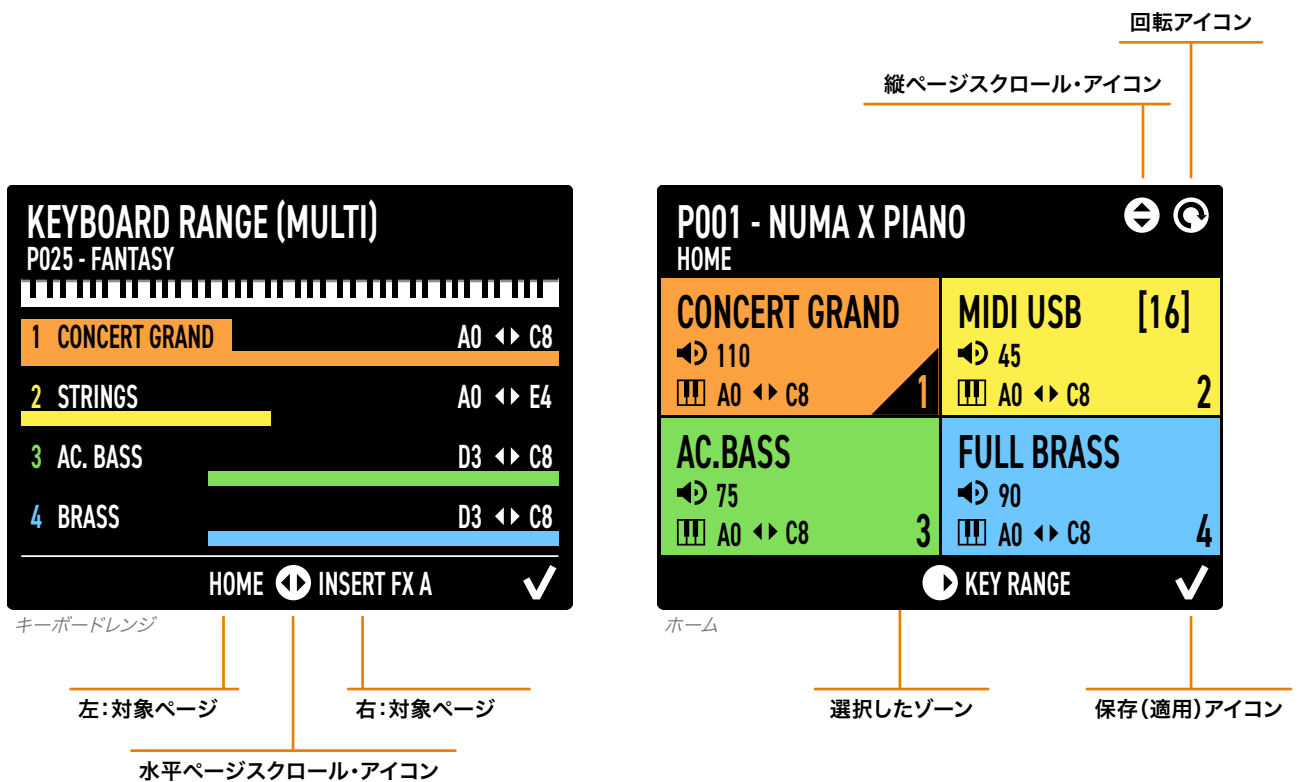 回転アイコン
縦ページスクロール・アイコン
KEYBOARD RANGE (MULTI)
P025 - FANTASY
1 CONCERT GRAND A0 C8
2 STRINGS A0 E4
3 AC. BASS D3 C8
4 BRASS D3 C8
HOME INSERT FX A
キーボードレンジ
左：対象ページ
右：対象ページ
水平ページスクロール・アイコン
P001 - NUMA X PIANO
HOME
CONCERT GRAND
110
A0 C8
1
MIDI USB [16]
45
A0 C8
2
AC.BASS
75
A0 C8
3
FULL BRASS
90
A0 C8
4
KEY RANGE
ホーム
選択したゾーン
保存（適用）アイコン